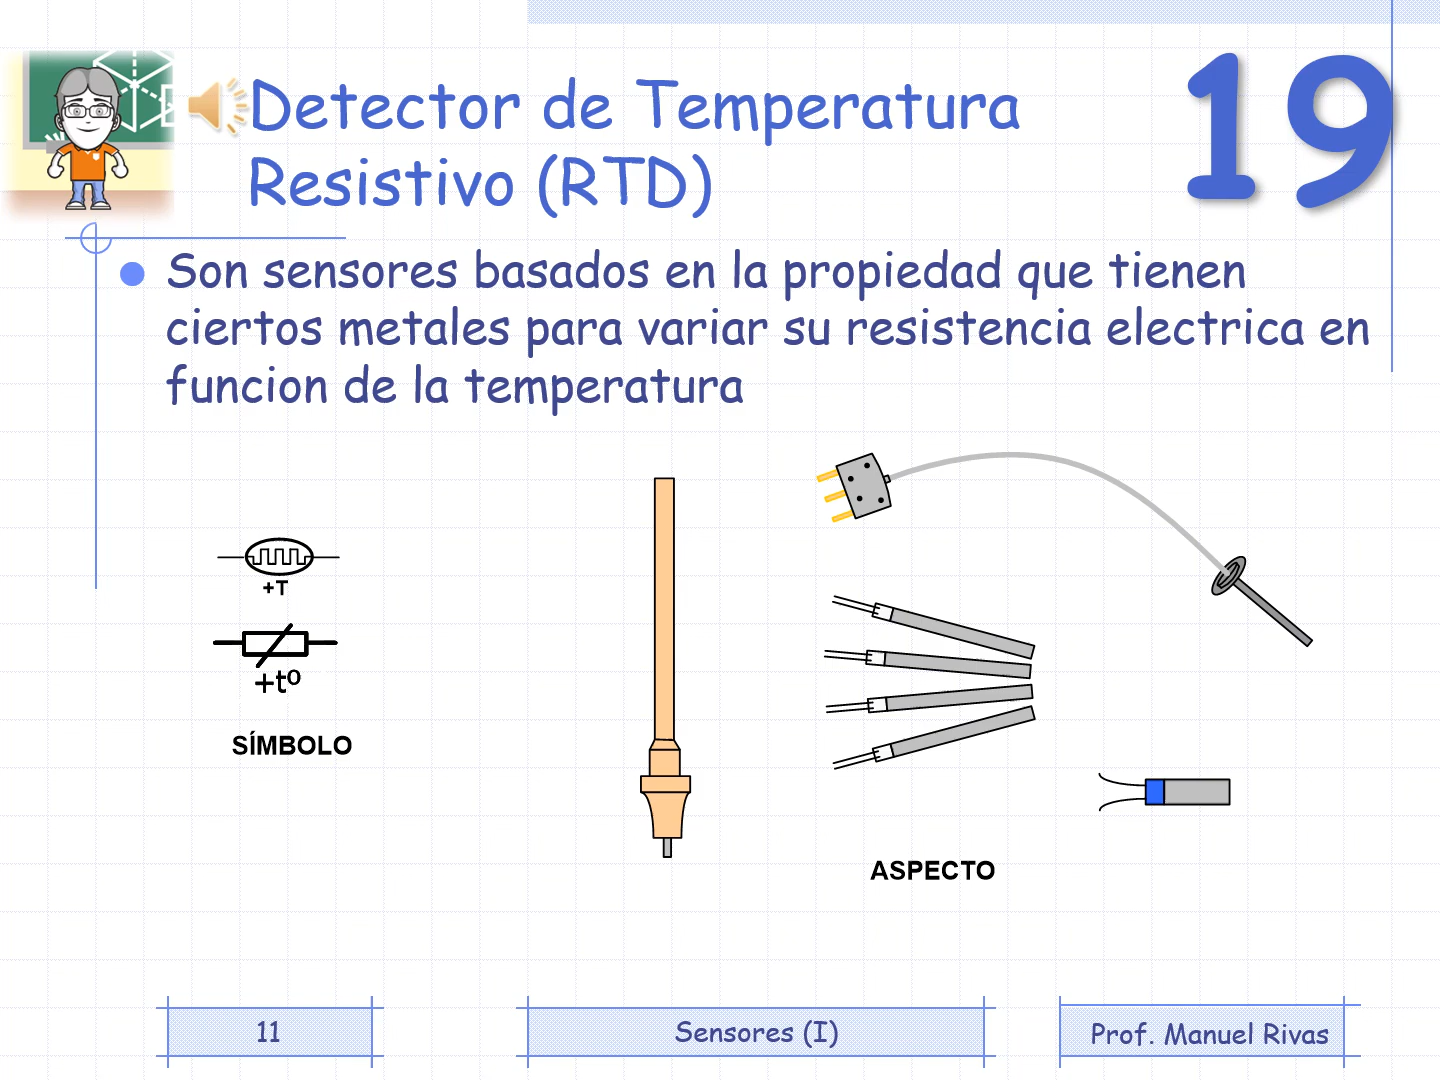 Detector de Temperatura
Resistivo (RTD)
19
Son sensores basados en la propiedad que tienen
ciertos metales para variar su resistencia electrica en
funcion de la temperatura
+T
+tº
SÍMBOLO
ASPECTO
11
Sensores (I)
Prof. Manuel Rivas